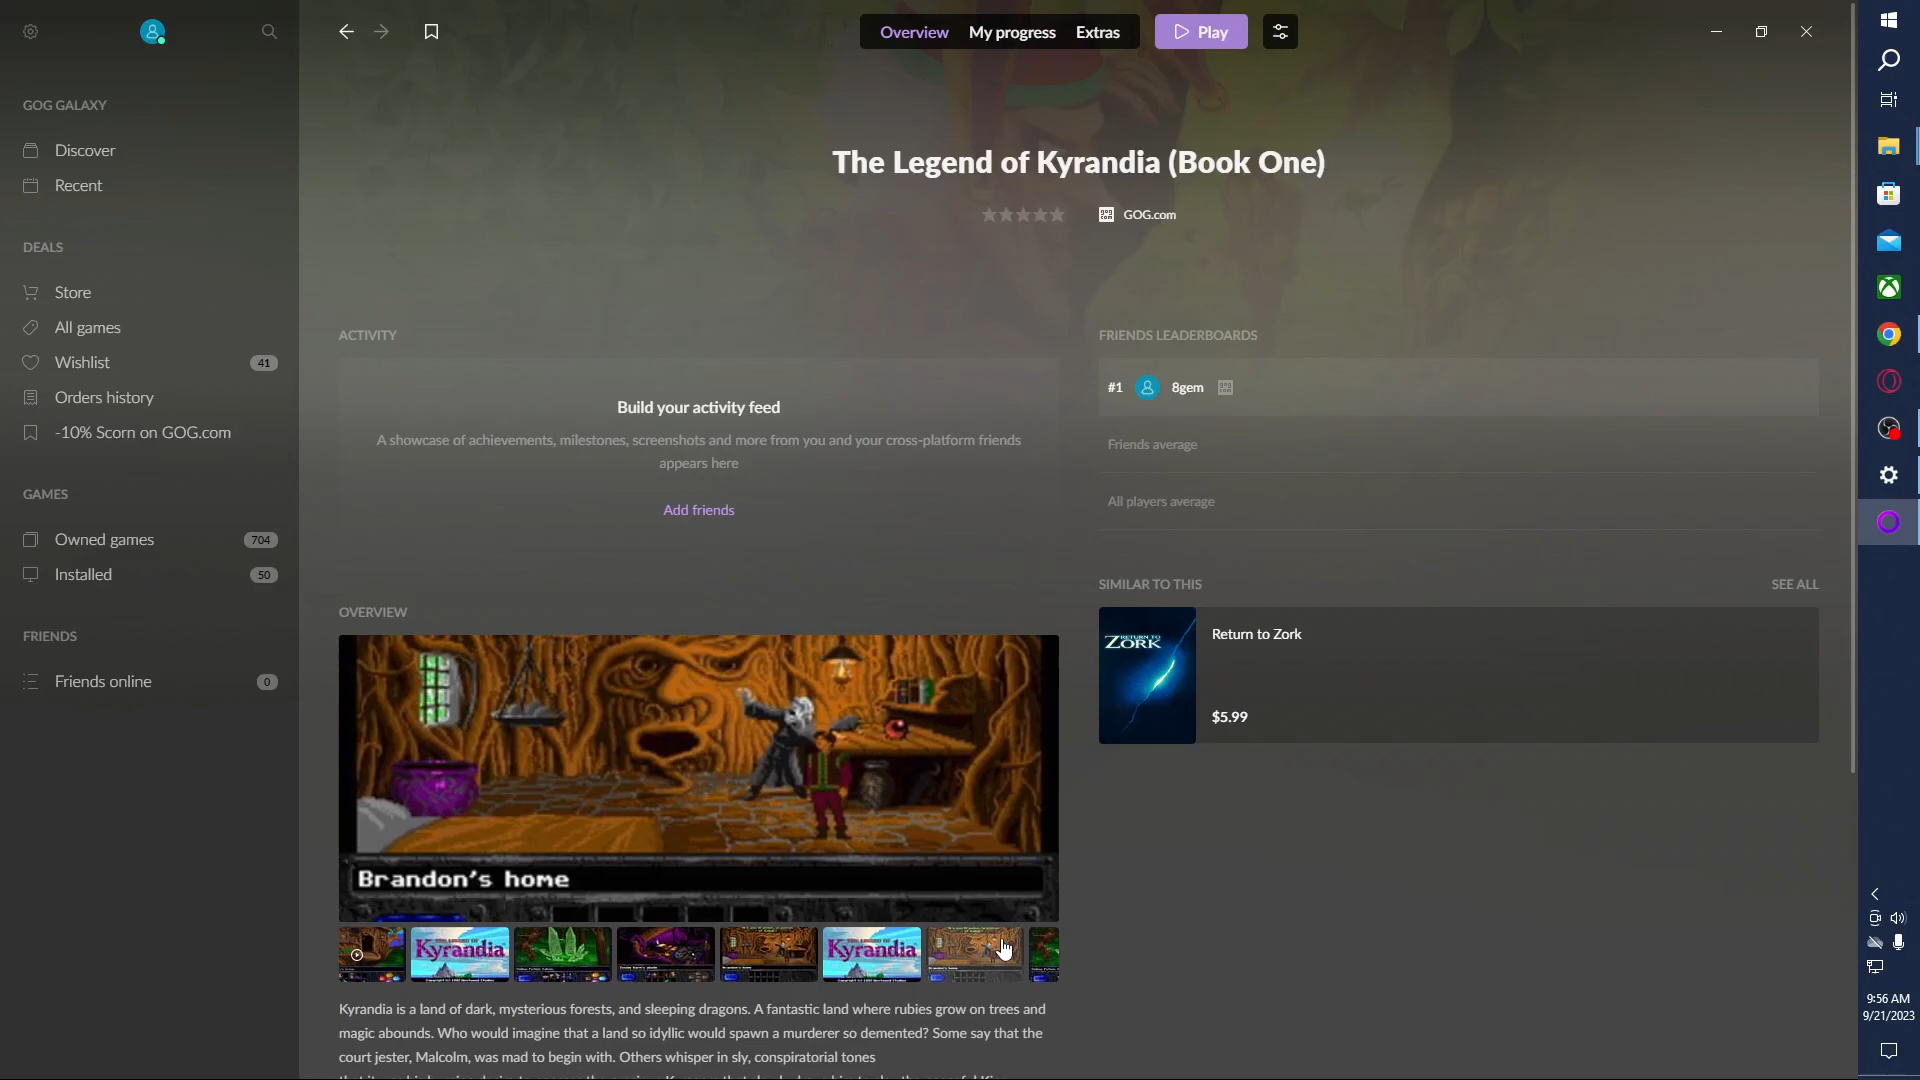 GOG GALAXY
Discover
Recent
DEALS
Store
All games
Wishlist 41
Orders history
-10% Scorn on GOG.com
GAMES
Owned games 704
Installed 50
FRIENDS
Friends online 0
Overview My progress Extras Play
The Legend of Kyrandia (Book One)
GOG.com
ACTIVITY
Build your activity feed
A showcase of achievements, milestones, screenshots and more from you and your cross-platform friends
appears here
Add friends
FRIENDS LEADERBOARDS
#1 8gem
Friends average
All players average
SIMILAR TO THIS SEE ALL
RETURN TO
ZORK
Return to Zork
$5.99
OVERVIEW
Brandon's home
Kyrandia
Kyrandia
Kyrandia is a land of dark, mysterious forests, and sleeping dragons. A fantastic land where rubies grow on trees and
magic abounds. Who would imagine that a land so idyllic would spawn a murderer so demented? Some say that the
court jester, Malcolm, was mad to begin with. Others whisper in sly, conspiratorial tones
9:56 AM
9/21/2023